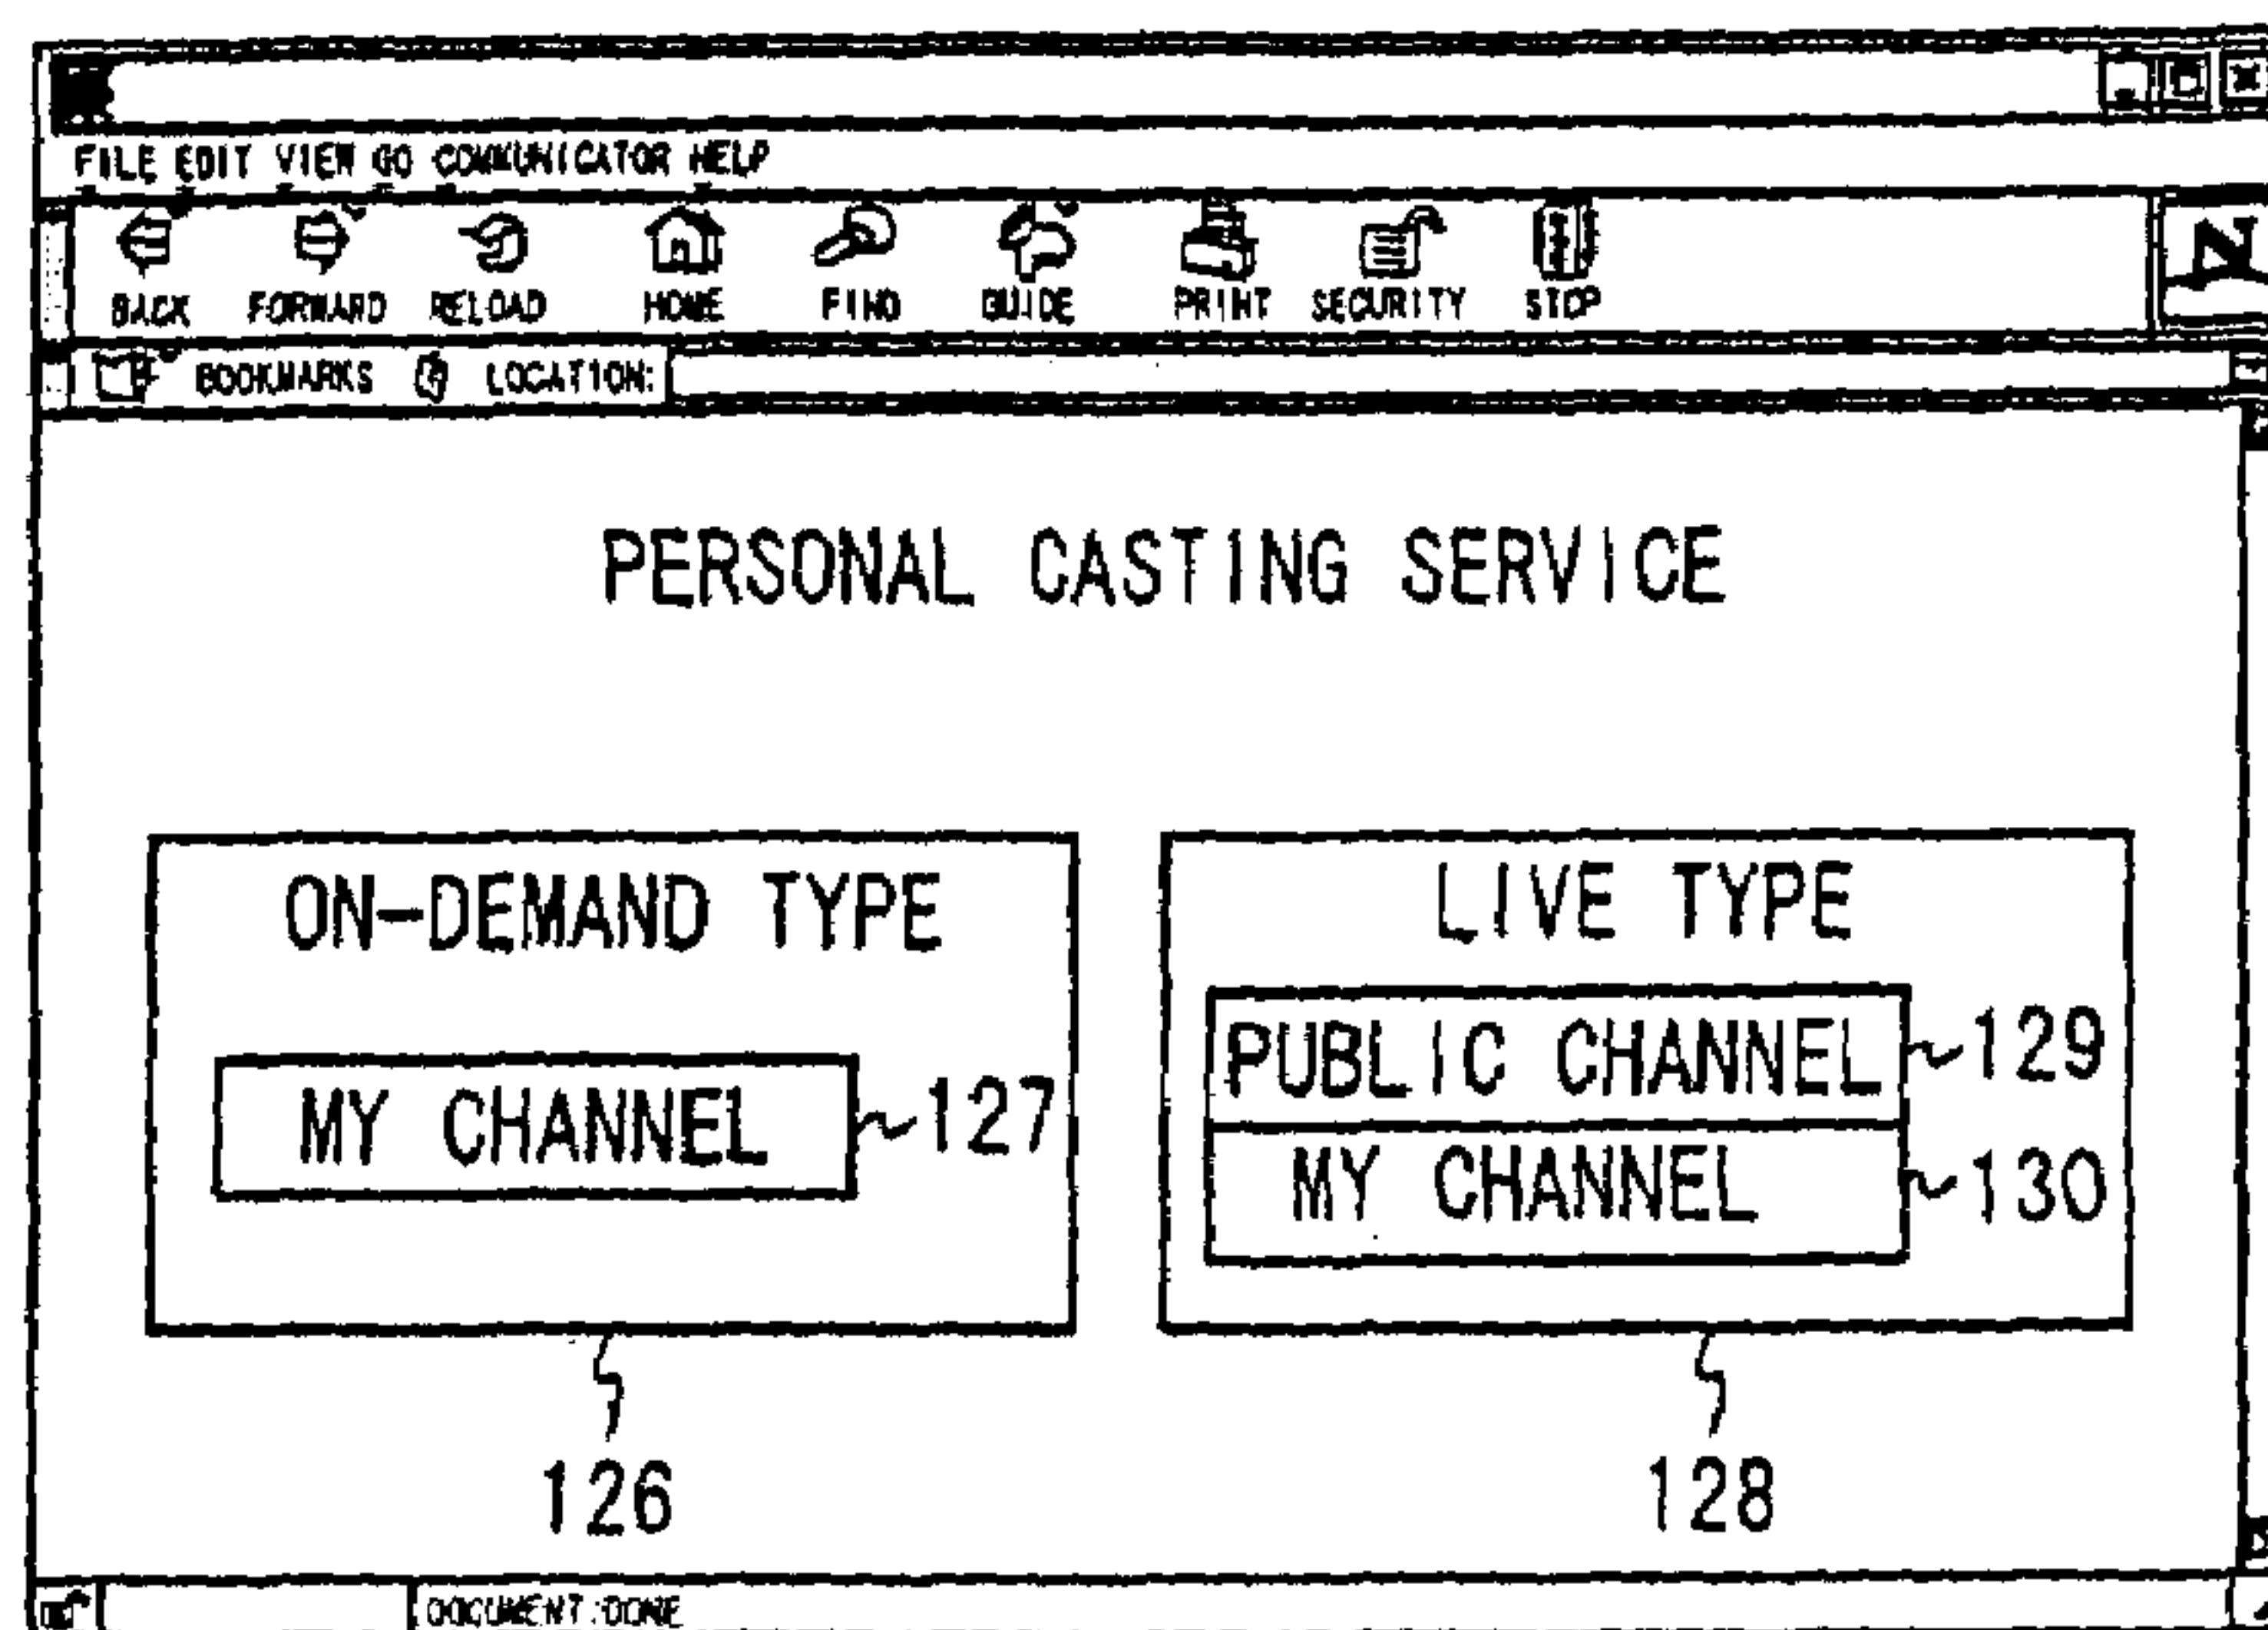 FILE EDIT VIEW GO COMMUNICATOR HELP
BACK FORWARD RELOAD HOME FIND GUIDE PRINT SECURITY STOP
N
BOOKMARKS LOCATION:
PERSONAL CASTING SERVICE
ON-DEMAND TYPE
MY CHANNEL 127
126
LIVE TYPE
PUBLIC CHANNEL 129
MY CHANNEL 130
128
DOCUMENT:DONE